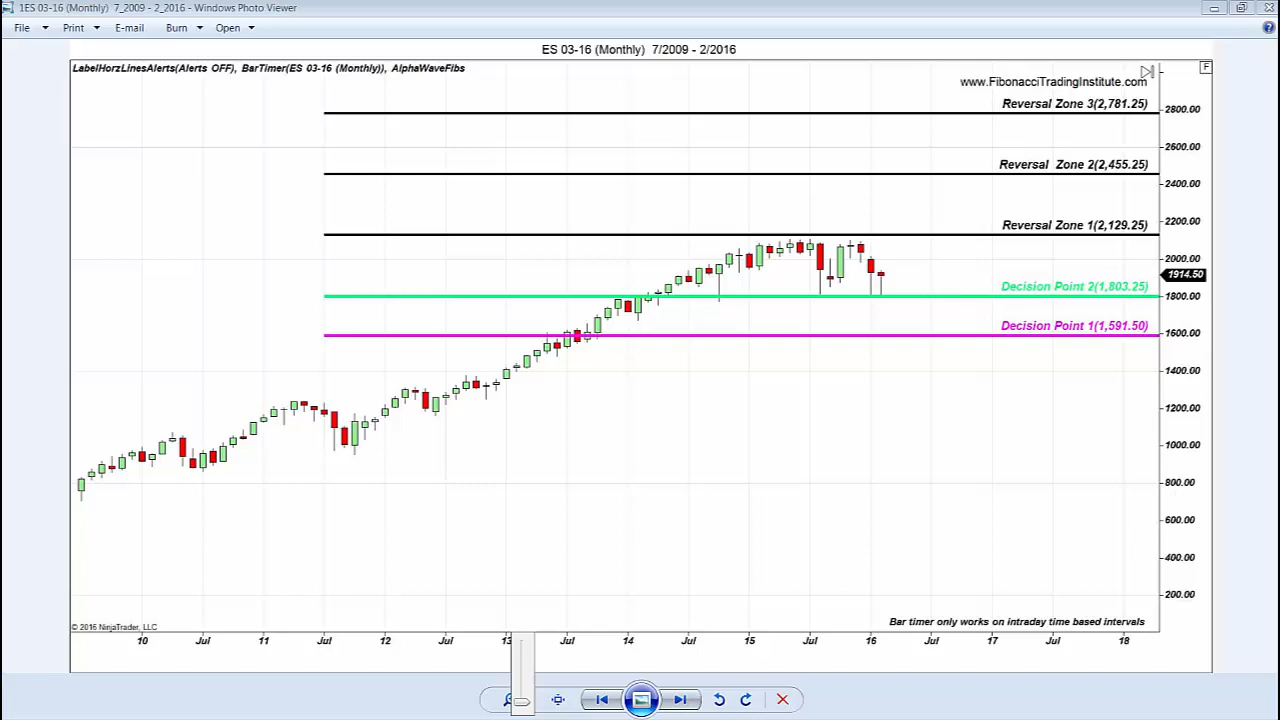 1ES 03-16 (Monthly) 7_2009 - 2_2016 - Windows Photo Viewer
File Print E-mail Burn Open
ES 03-16 (Monthly) 7/2009 - 2/2016
LabelHorzLinesAlerts(Alerts OFF), BarTimer(ES 03-16 (Monthly)), AlphaWaveFibs
F
www.FibonacciTradingInstitute.com
Reversal Zone 3(2,781.25)
2800.00
2600.00
Reversal Zone 2(2,455.25)
2400.00
2200.00
Reversal Zone 1(2,129.25)
2000.00
1914.50
Decision Point 2(1,803.25)
1800.00
Decision Point 1(1,591.50)
1600.00
1400.00
1200.00
1000.00
800.00
600.00
400.00
200.00
© 2016 NinjaTrader, LLC
Bar timer only works on intraday time based intervals
10 Jul 11 Jul 12 Jul 13 Jul 14 Jul 15 Jul 16 Jul 17 Jul 18